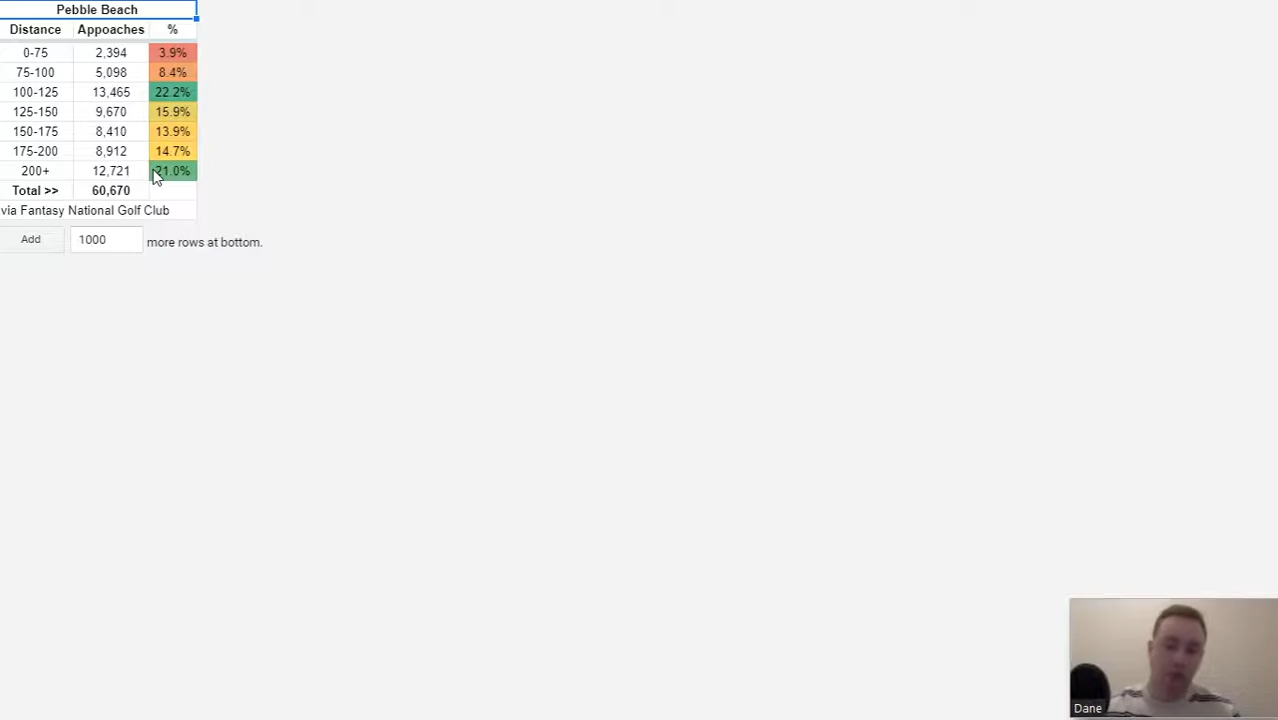 Pebble Beach
Distance Appoaches %
0-75 2,394 3.9%
75-100 5,098 8.4%
100-125 13,465 22.2%
125-150 9,670 15.9%
150-175 8,410 13.9%
175-200 8,912 14.7%
200+ 12,721 21.0%
Total >> 60,670
via Fantasy National Golf Club
Add 1000 more rows at bottom.
Dane